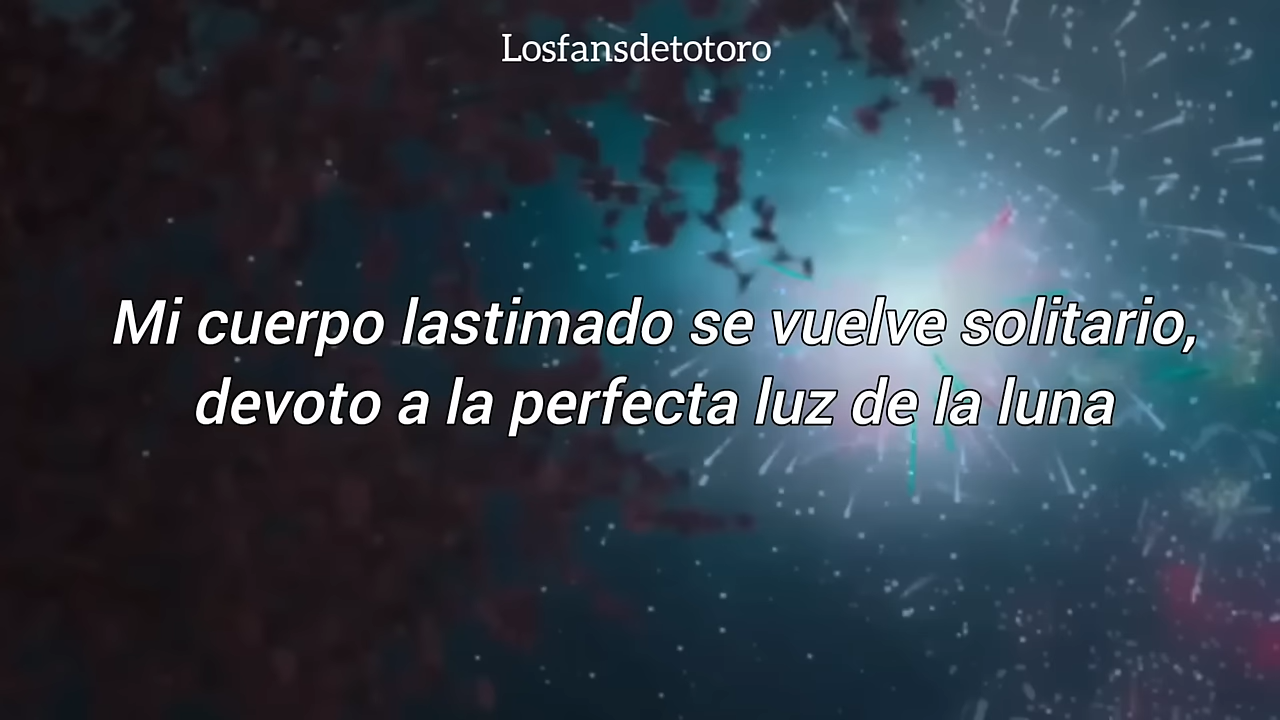 Losfansdetotoro
Mi cuerpo lastimado se vuelve solitario,
devoto a la perfecta luz de la luna